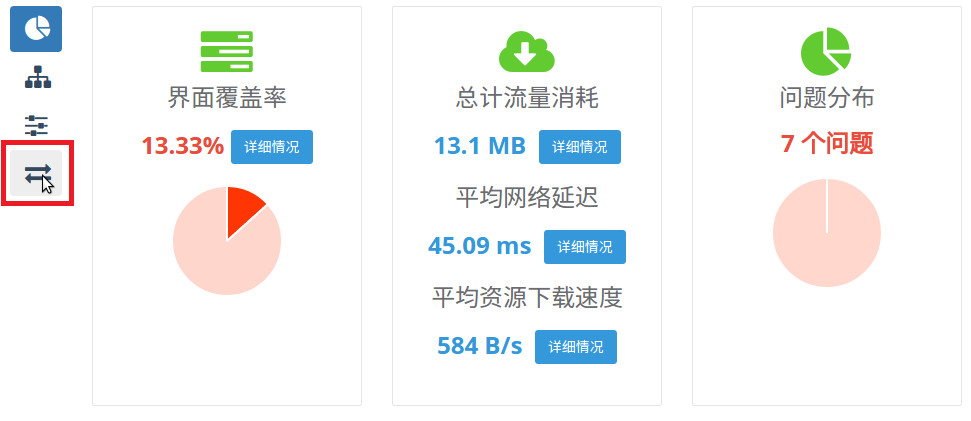 界面覆盖率
13.33% 详细情况
总计流量消耗
13.1 MB 详细情况
平均网络延迟
45.09 ms 详细情况
平均资源下载速度
584 B/s 详细情况
问题分布
7 个问题